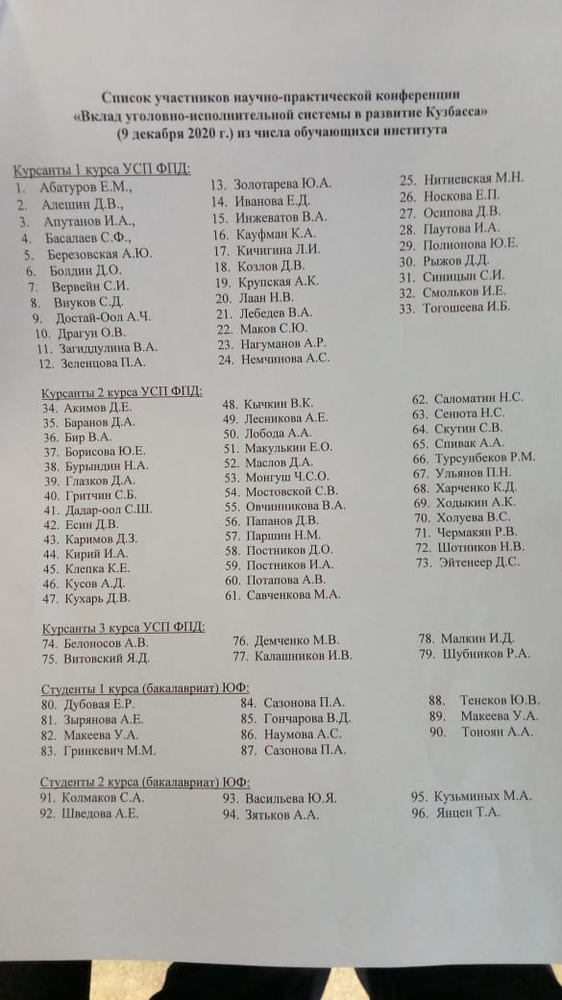 Список участников научно-практической конференции
«Вклад уголовно-исполнительной системы в развитие Кузбасса»
(9 декабря 2020 г.) из числа обучающихся института
Курсанты 1 курса УСП ФПД:
1. Абатуров Е.М.,
2. Алешин Д.В.,
3. Апутанов И.А.,
4. Басалаев С.Ф.,
5. Березовская А.Ю.
6. Болдин Д.О.
7. Вервейн С.И.
8. Внуков С.Д.
9. Достай-Оол А.Ч.
10. Драгун О.В.
11. Загиддулина В.А.
12. Зеленцова П.А.
13. Золотарева Ю.А.
14. Иванова Е.Д.
15. Инжеватов В.А.
16. Кауфман К.А.
17. Кичигина Л.И.
18. Козлов Д.В.
19. Крупская А.К.
20. Лаан Н.В.
21. Лебедев В.А.
22. Маков С.Ю.
23. Нагуманов А.Р.
24. Немчинова А.С.
25. Нитиевская М.Н.
26. Носкова Е.П.
27. Осипова Д.В.
28. Паутова И.А.
29. Полионова Ю.Е.
30. Рыжов Д.Д.
31. Синицын С.И.
32. Смольков И.Е.
33. Тогошеева И.Б.
Курсанты 2 курса УСП ФПД:
34. Акимов Д.Е.
35. Баранов Д.А.
36. Бир В.А.
37. Борисова Ю.Е.
38. Бурындин Н.А.
39. Глазков Д.А.
40. Гритчин С.Б.
41. Дадар-оол С.Ш.
42. Есин Д.В.
43. Каримов Д.З.
44. Кирий И.А.
45. Клепка К.Е.
46. Кусов А.Д.
47. Кухарь Д.В.
48. Кычкин В.К.
49. Лесникова А.Е.
50. Лобода А.А.
51. Макулькин Е.О.
52. Маслов Д.А.
53. Монгуш Ч.С.О.
54. Мостовской С.В.
55. Овчинникова В.А.
56. Папанов Д.В.
57. Паршин Н.М.
58. Постников Д.О.
59. Постников И.А.
60. Потапова А.В.
61. Савченкова М.А.
62. Саломатин Н.С.
63. Сенюта Н.С.
64. Скутин С.В.
65. Спивак А.А.
66. Турсунбеков Р.М.
67. Ульянов П.Н.
68. Харченко К.Д.
69. Ходыкин А.К.
70. Холуева В.С.
71. Чермакян Р.В.
72. Шотников Н.В.
73. Эйтенеер Д.С.
Курсанты 3 курса УСП ФПД:
74. Белоносов А.В.
75. Витовский Я.Д.
76. Демченко М.В.
77. Калашников И.В.
78. Малкин И.Д.
79. Шубников Р.А.
Студенты 1 курса (бакалавриат) ЮФ:
80. Дубовая Е.Р.
81. Зырянова А.Е.
82. Макеева У.А.
83. Гринкевич М.М.
84. Сазонова П.А.
85. Гончарова В.Д.
86. Наумова А.С.
87. Сазонова П.А.
88. Тенеков Ю.В.
89. Макеева У.А.
90. Тоноян А.А.
Студенты 2 курса (бакалавриат) ЮФ:
91. Колмаков С.А.
92. Шведова А.Е.
93. Васильева Ю.Я.
94. Зятьков А.А.
95. Кузьминых М.А.
96. Янцен Т.А.